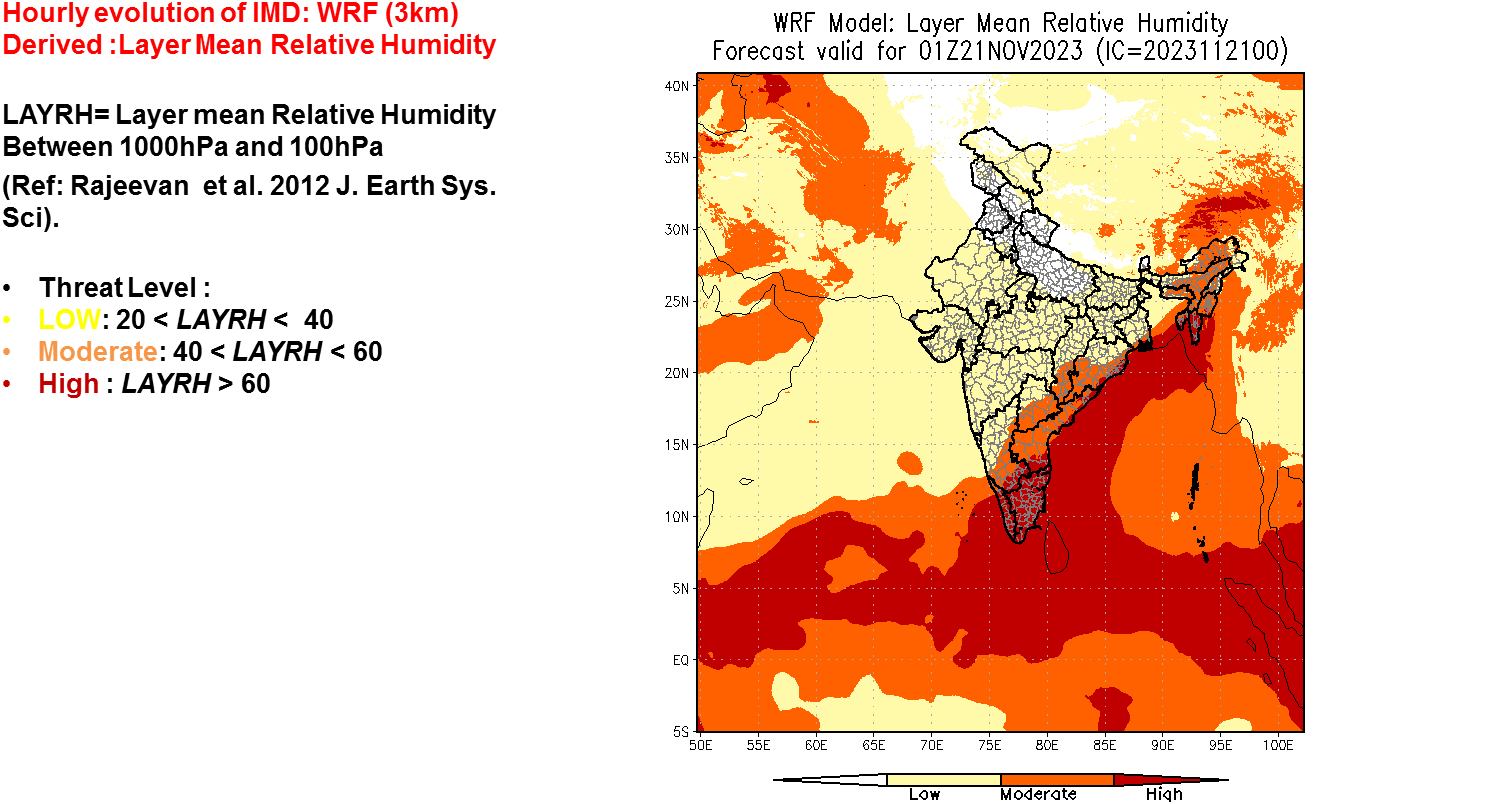 Hourly evolution of IMD: WRF (3km)
Derived :Layer Mean Relative Humidity
LAYRH= Layer mean Relative Humidity
Between 1000hPa and 100hPa
(Ref: Rajeevan et al. 2012 J. Earth Sys.
Sci).
• Threat Level :
• LOW: 20 < LAYRH < 40
• Moderate: 40 < LAYRH < 60
• High : LAYRH > 60
WRF Model: Layer Mean Relative Humidity
Forecast valid for 01Z21NOV2023 (IC=2023112100)
40N
35N
30N
25N
20N
15N
10N
5N
EQ
5S
50E 55E 60E 65E 70E 75E 80E 85E 90E 95E 100E
Low Moderate High